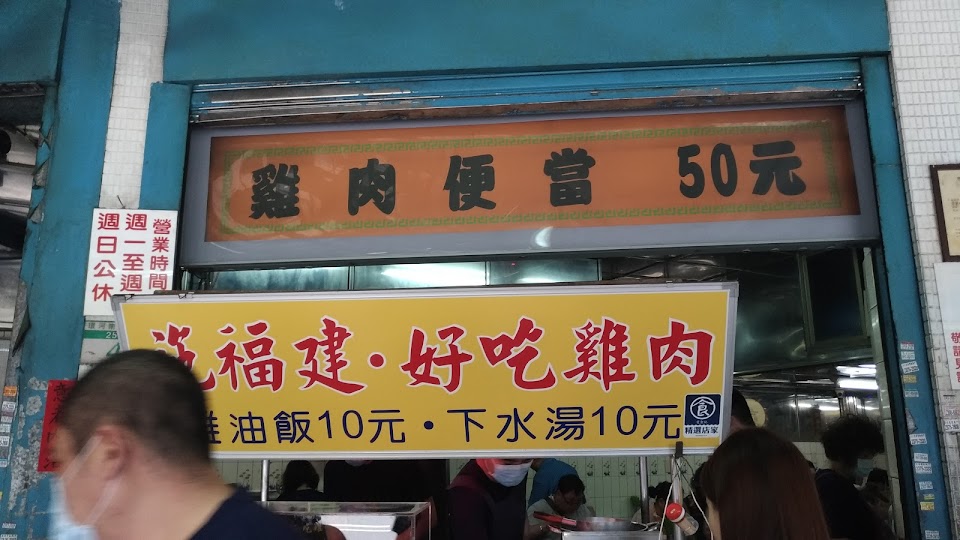 雞肉便當 50元
營業時間
週一至週
週日公休
福建·好吃雞肉
油飯10元·下水湯10元
食
精選店家